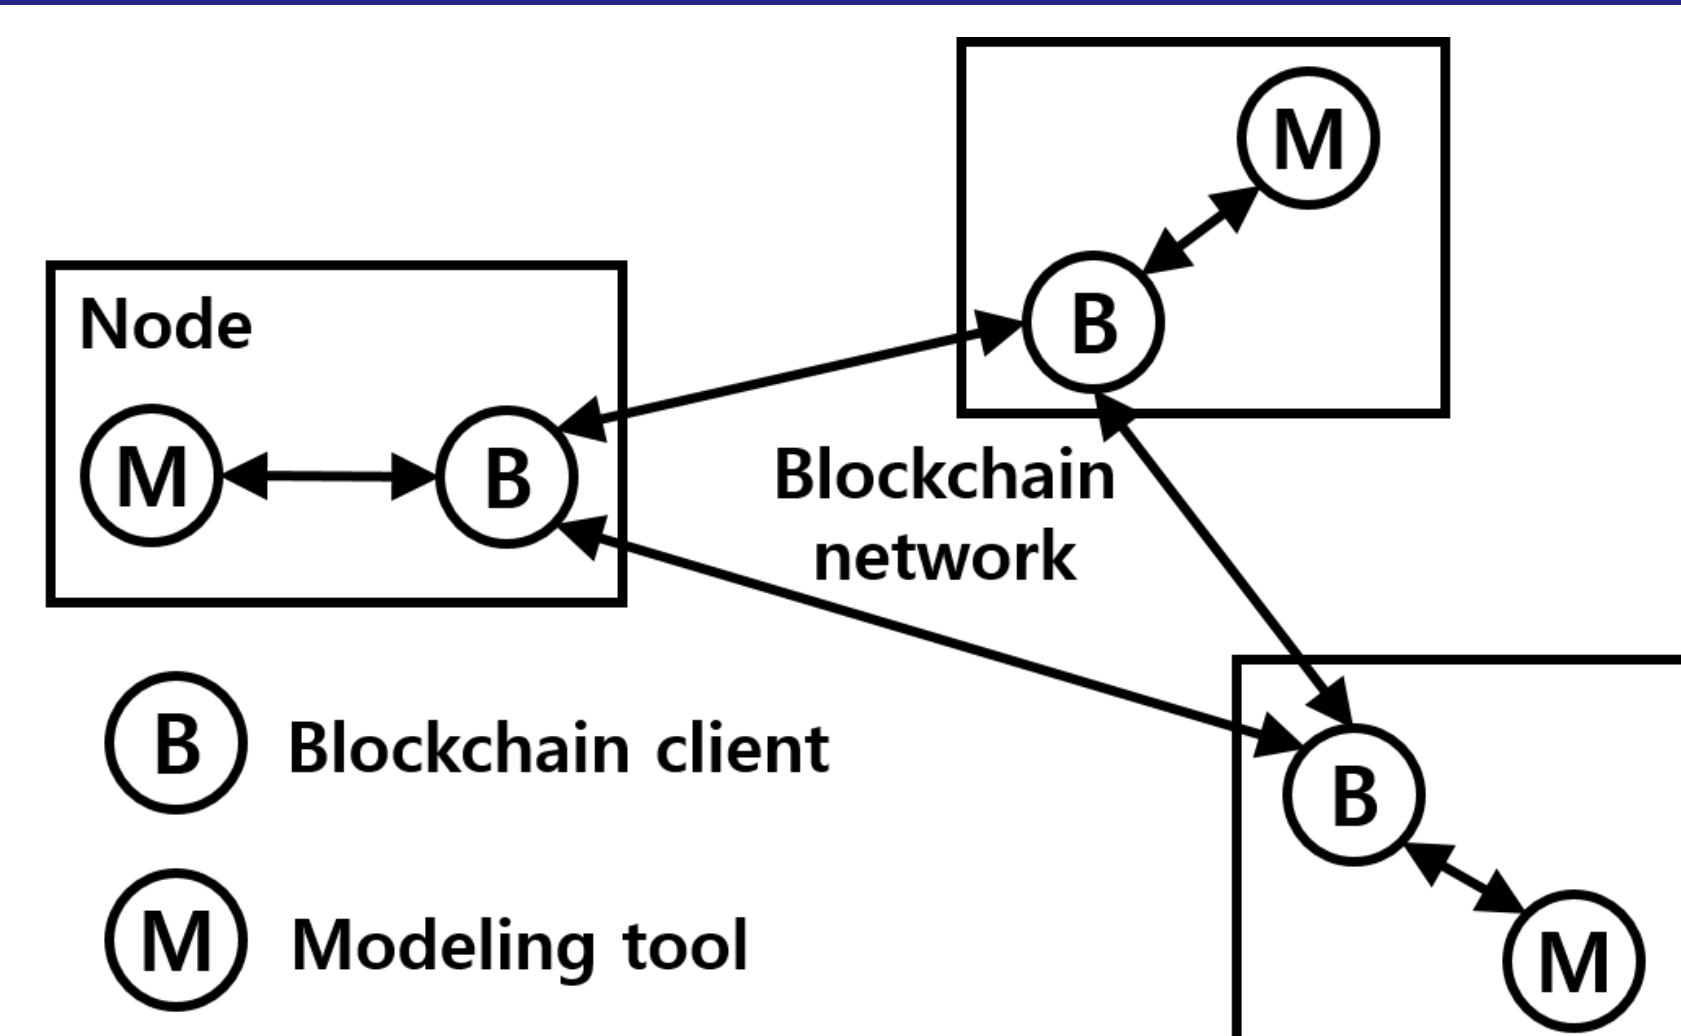 M
B
Node
M
B
Blockchain
network
B
Blockchain client
B
M
Modeling tool
M